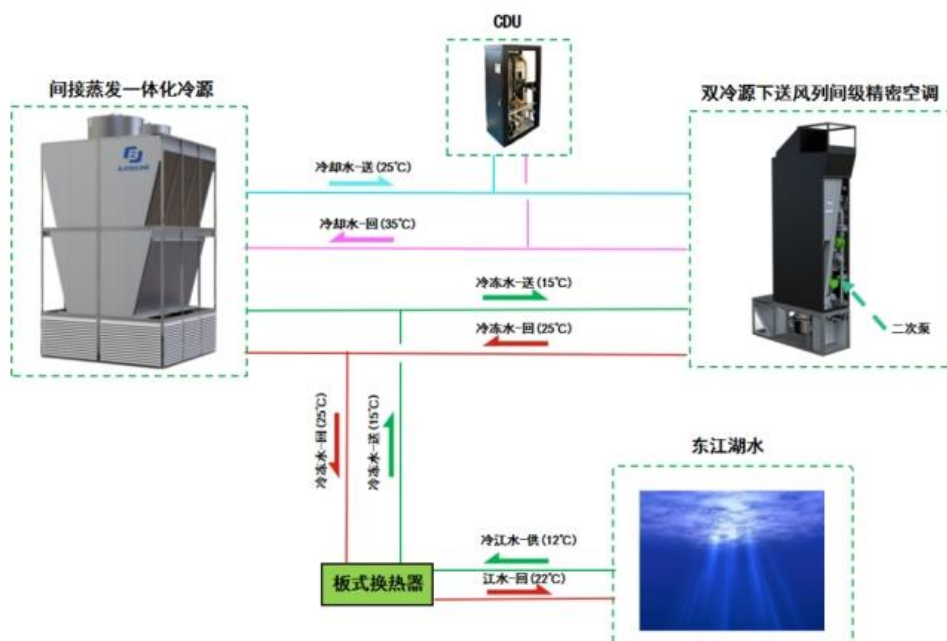 CDU
间接蒸发一体化冷源
双冷源下送风列间级精密空调
冷却水-送(25℃)
冷却水-回(35℃)
冷冻水-送(15℃)
冷冻水-回(25℃)
二次泵
冷冻水-回(25℃)
冷冻水-送(15℃)
东江湖水
冷江水-供(12℃)
板式换热器
江水-回(22℃)